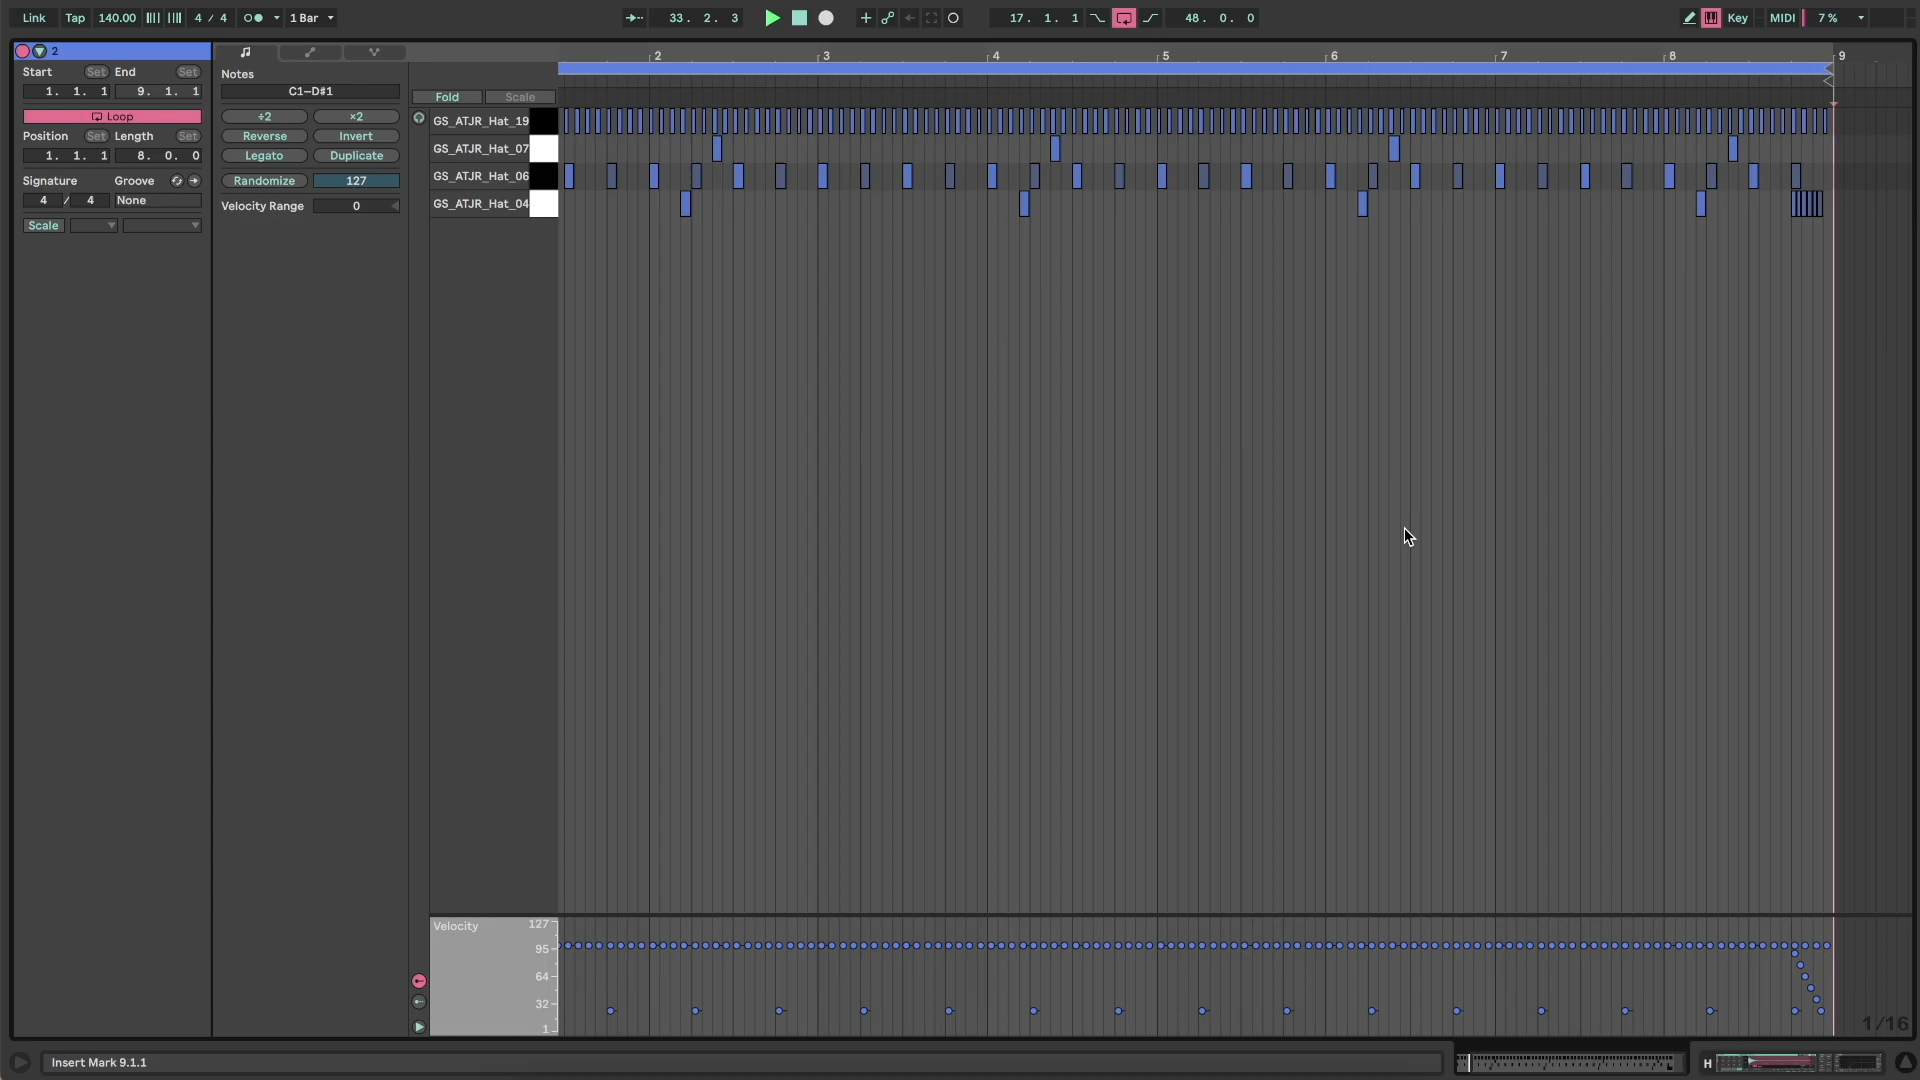 Link Tap 140.00 4 / 4 1 Bar 33. 2. 3 17. 1. 1 48. 0. 0 Key MIDI 7 %
2
Start Set End Set
1. 1. 1 9. 1. 1
Loop
Position Set Length Set
1. 1. 1 8. 0. 0
Signature Groove
4 / 4 None
Scale
Notes
C1–D#1
÷2 ×2
Reverse Invert
Legato Duplicate
Randomize 127
Velocity Range 0
2 3 4 5 6 7 8 9
Fold Scale
GS_ATJR_Hat_19
GS_ATJR_Hat_07
GS_ATJR_Hat_06
GS_ATJR_Hat_04
Velocity 127
95
64
32
1
1/16
Insert Mark 9.1.1
H